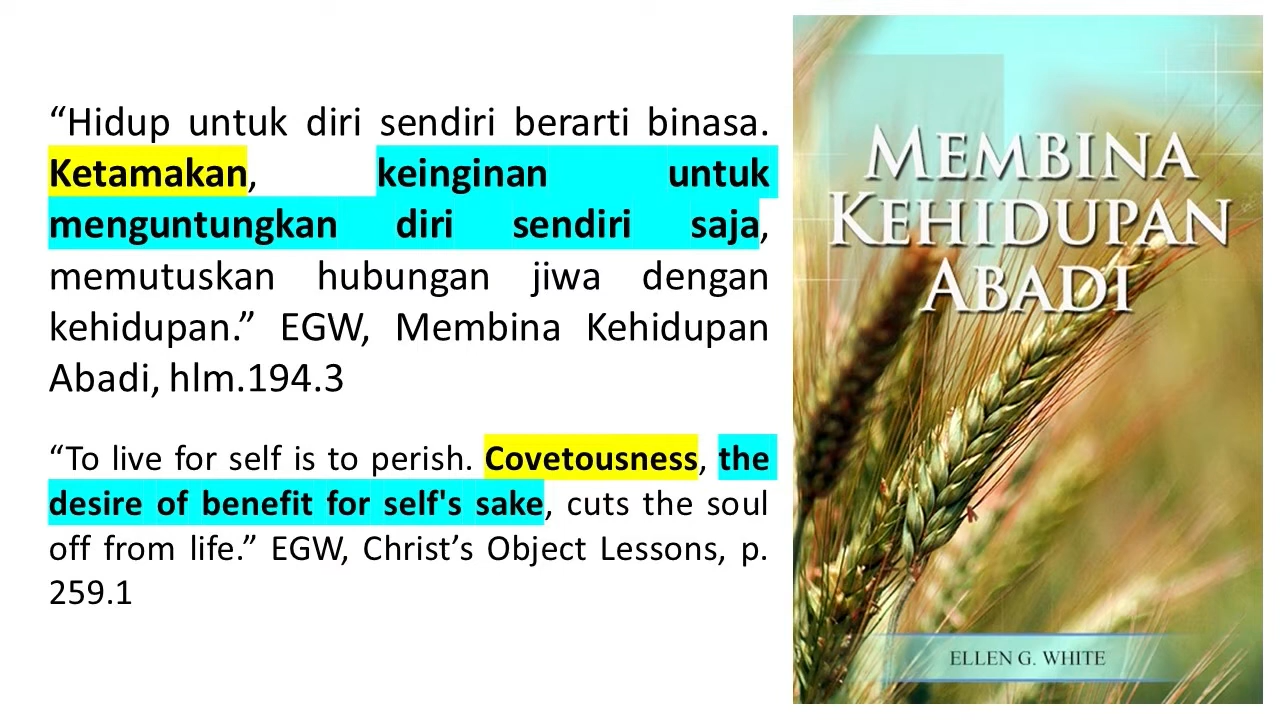 “Hidup untuk diri sendiri berarti binasa.
Ketamakan, keinginan untuk
menguntungkan diri sendiri saja,
memutuskan hubungan jiwa dengan
kehidupan.” EGW, Membina Kehidupan
Abadi, hlm.194.3
“To live for self is to perish. Covetousness, the
desire of benefit for self's sake, cuts the soul
off from life.” EGW, Christ’s Object Lessons, p.
259.1
MEMBINA
KEHIDUPAN
ABADI
ELLEN G. WHITE